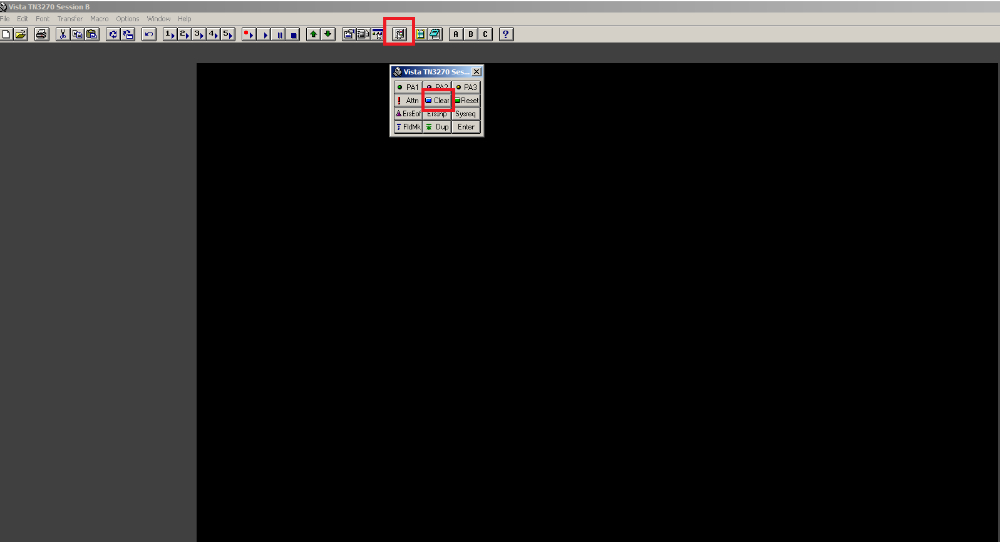 Vista TN3270 Session B
File Edit Font Transfer Macro Options Window Help
1 2 3 4 5 A B C ?
Vista TN3270 Ses...
PA1 PA2 PA3
! Attn Clear Reset
ErsEof ErsInp Sysreq
FldMk Dup Enter